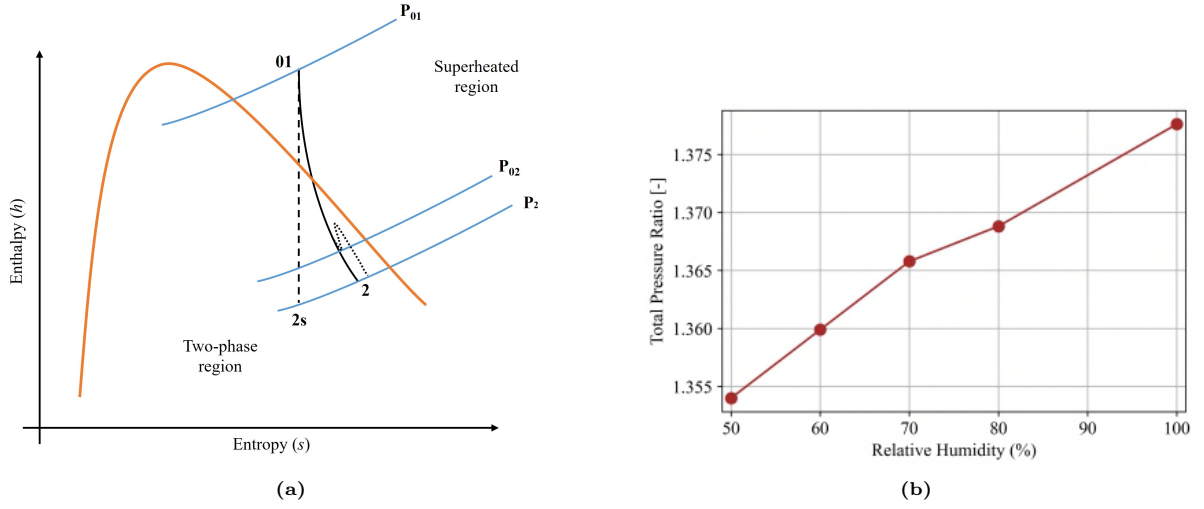 P₀₁
01
Superheated
region
P₀₂
P₂
2
2s
Two-phase
region
Enthalpy (h)
Entropy (s)
(a)
Total Pressure Ratio [-]
1.375
1.370
1.365
1.360
1.355
50 60 70 80 90 100
Relative Humidity (%)
(b)